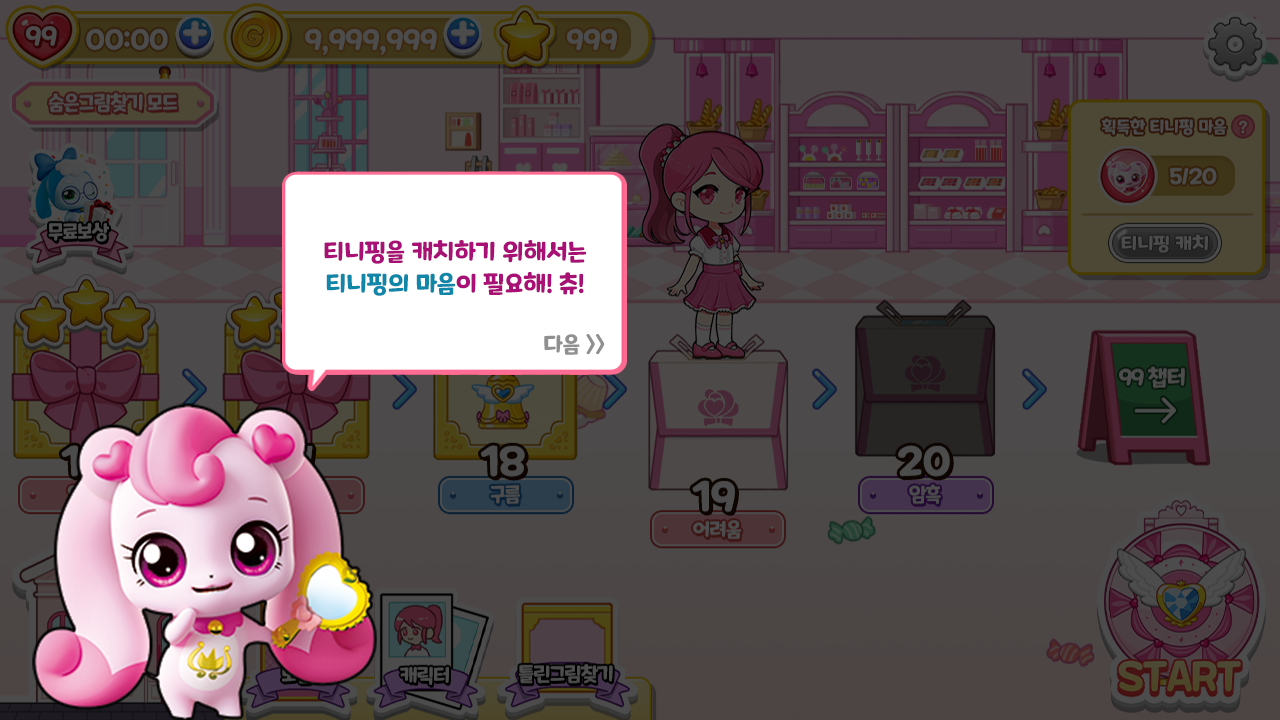 99
00:00
G
9,999,999
999
숨은그림찾기 모드
무료보상
획득한 티니핑 마음 ?
5/20
티니핑 캐치
티니핑을 캐치하기 위해서는
티니핑의 마음이 필요해! 츄!
다음 》
18
구름
19
어려움
20
암흑
99 챕터
캐릭터
틀린그림찾기
START